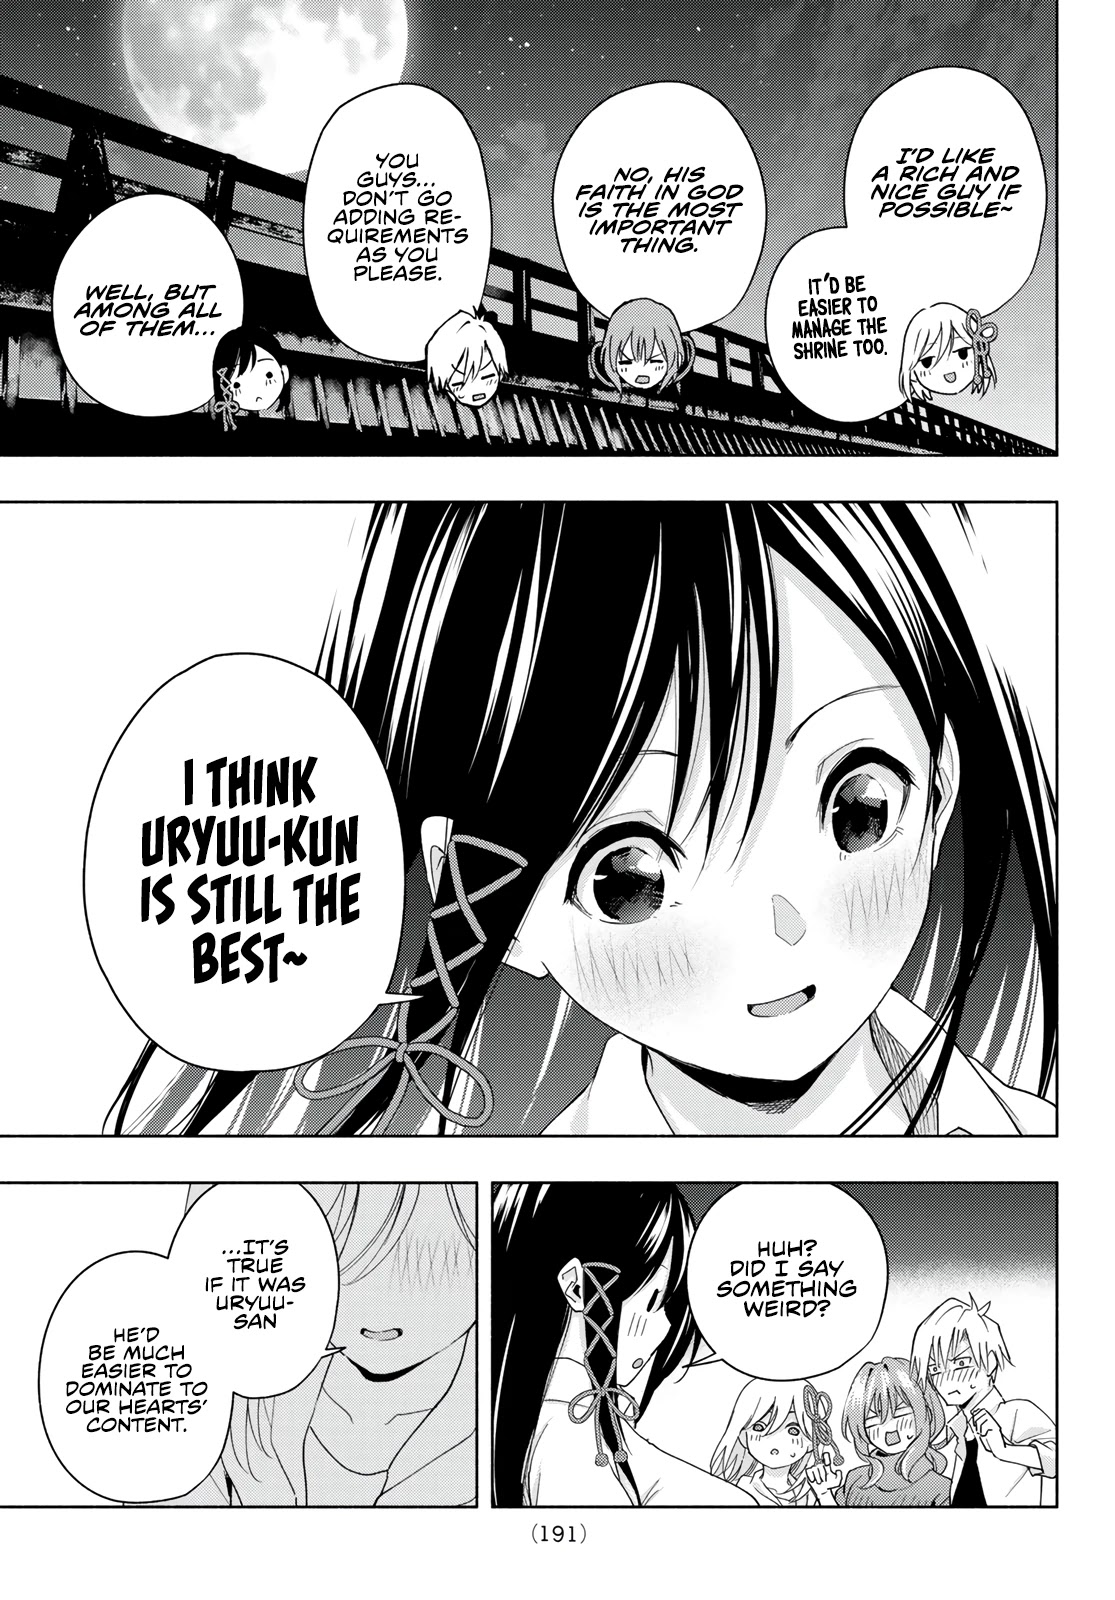 I'D LIKE
A RICH AND
NICE GUY IF
POSSIBLE~
IT'D BE
EASIER TO
MANAGE THE
SHRINE TOO.
NO, HIS
FAITH IN GOD
IS THE MOST
IMPORTANT
THING.
YOU
GUYS...
DON'T GO
ADDING RE-
QUIREMENTS
AS YOU
PLEASE.
WELL, BUT
AMONG ALL
OF THEM...
I THINK
URYUU-KUN
IS STILL THE
BEST~
HUH?
DID I SAY
SOMETHING
WEIRD?
...IT'S
TRUE
IF IT WAS
URYUU-
SAN
HE'D
BE MUCH
EASIER TO
DOMINATE TO
OUR HEARTS'
CONTENT.
(191)